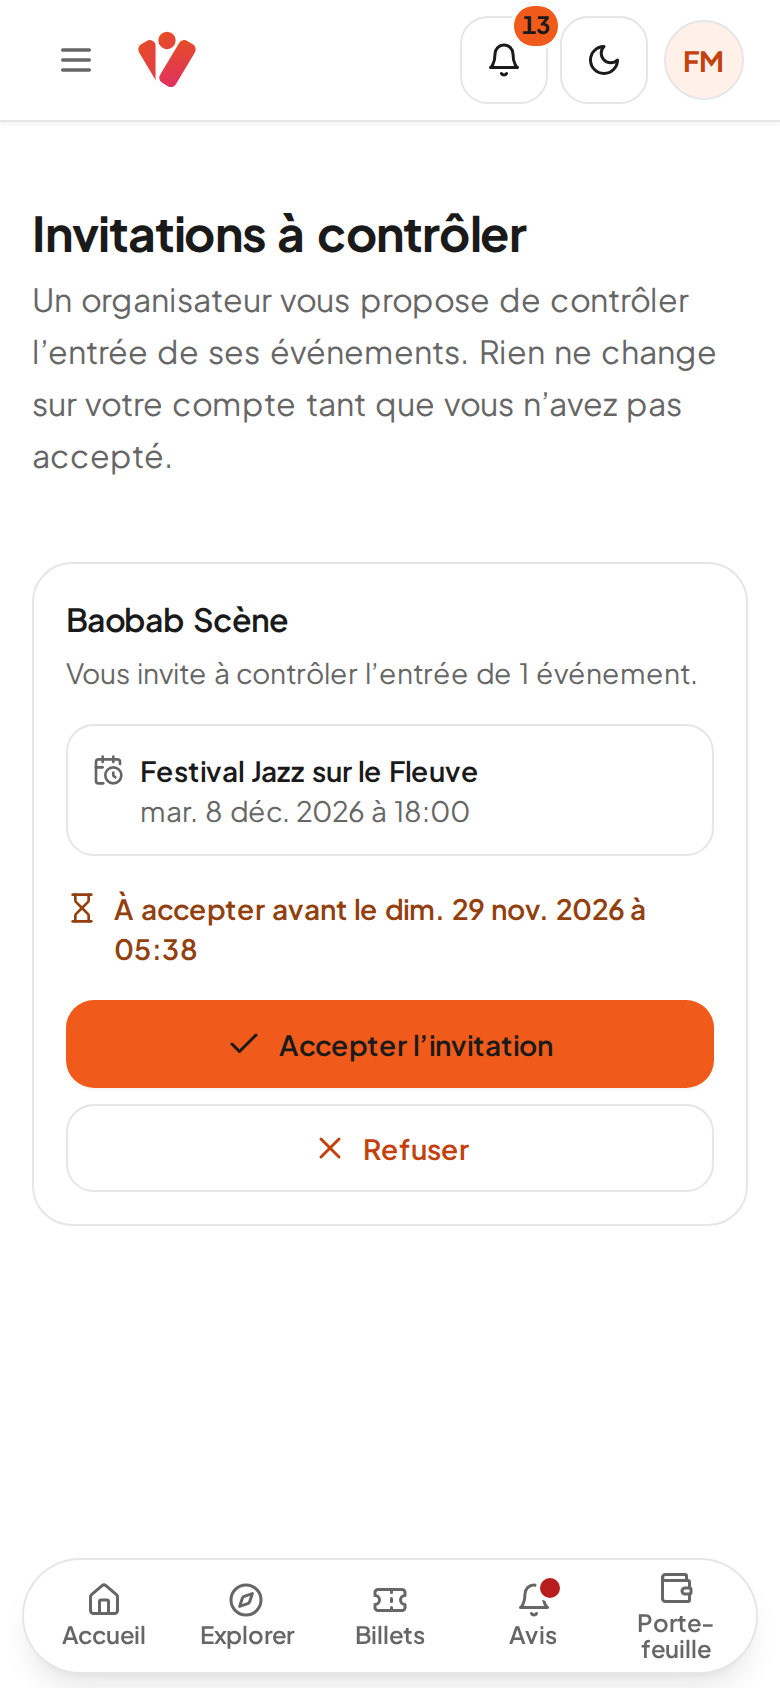 13
FM
Invitations à contrôler
Un organisateur vous propose de contrôler
l’entrée de ses événements. Rien ne change
sur votre compte tant que vous n’avez pas
accepté.
Baobab Scène
Vous invite à contrôler l’entrée de 1 événement.
Festival Jazz sur le Fleuve
mar. 8 déc. 2026 à 18:00
À accepter avant le dim. 29 nov. 2026 à
05:38
Accepter l’invitation
Refuser
Accueil
Explorer
Billets
Avis
Porte-
feuille